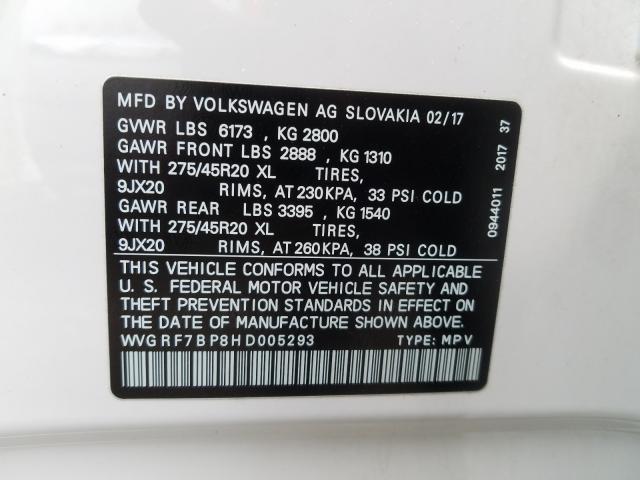 MFD BY VOLKSWAGEN AG SLOVAKIA 02/17
GVWR LBS 6173 , KG 2800
GAWR FRONT LBS 2888 , KG 1310
WITH 275/45R20 XL TIRES,
9JX20 RIMS, AT 230KPA, 33 PSI COLD
GAWR REAR LBS 3395 , KG 1540
WITH 275/45R20 XL TIRES,
9JX20 RIMS, AT 260KPA, 38 PSI COLD
THIS VEHICLE CONFORMS TO ALL APPLICABLE
U. S. FEDERAL MOTOR VEHICLE SAFETY AND
THEFT PREVENTION STANDARDS IN EFFECT ON
THE DATE OF MANUFACTURE SHOWN ABOVE.
WVGRF7BP8HD005293 TYPE: MPV
0944011 2017 37